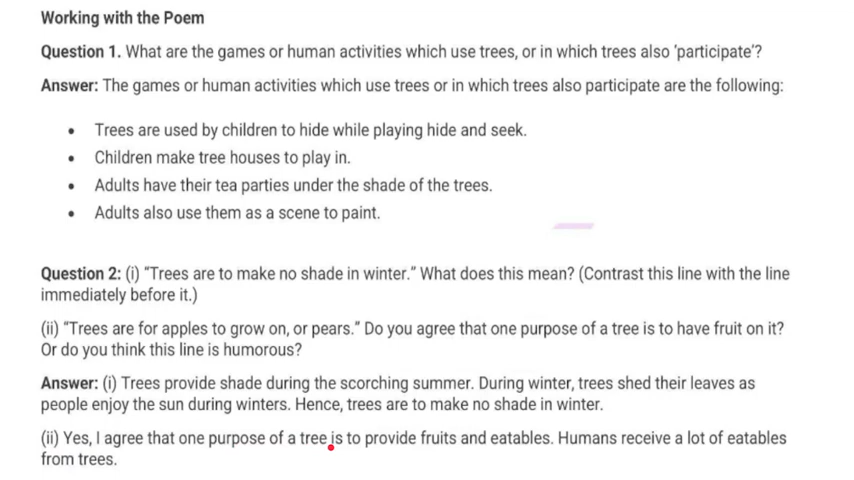 Working with the Poem
Question 1. What are the games or human activities which use trees, or in which trees also 'participate'?
Answer: The games or human activities which use trees or in which trees also participate are the following:
• Trees are used by children to hide while playing hide and seek.
• Children make tree houses to play in.
• Adults have their tea parties under the shade of the trees.
• Adults also use them as a scene to paint.
Question 2: (i) “Trees are to make no shade in winter.” What does this mean? (Contrast this line with the line
immediately before it.)
(ii) “Trees are for apples to grow on, or pears.” Do you agree that one purpose of a tree is to have fruit on it?
Or do you think this line is humorous?
Answer: (i) Trees provide shade during the scorching summer. During winter, trees shed their leaves as
people enjoy the sun during winters. Hence, trees are to make no shade in winter.
(ii) Yes, I agree that one purpose of a tree is to provide fruits and eatables. Humans receive a lot of eatables
from trees.